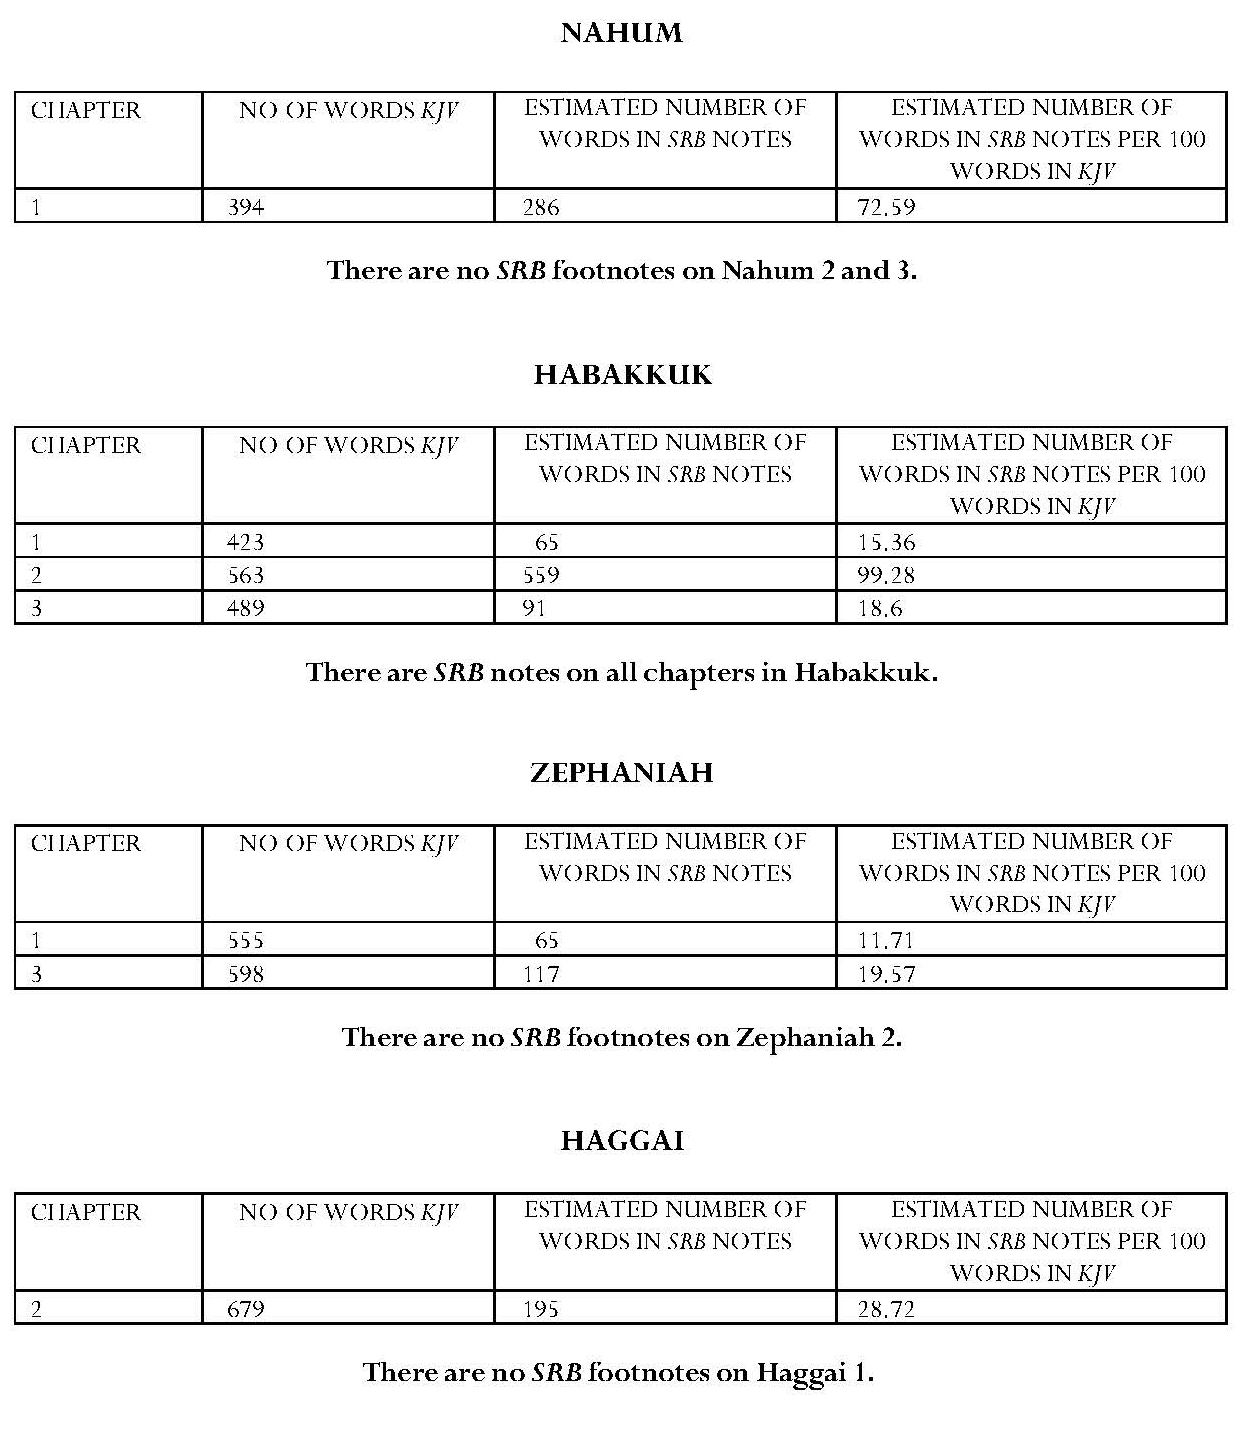 NAHUM
CHAPTER NO OF WORDS KJV ESTIMATED NUMBER OF WORDS IN SRB NOTES ESTIMATED NUMBER OF WORDS IN SRB NOTES PER 100 WORDS IN KJV
1 394 286 72.59
There are no SRB footnotes on Nahum 2 and 3.
HABAKKUK
CHAPTER NO OF WORDS KJV ESTIMATED NUMBER OF WORDS IN SRB NOTES ESTIMATED NUMBER OF WORDS IN SRB NOTES PER 100 WORDS IN KJV
1 423 65 15.36
2 563 559 99.28
3 489 91 18.6
There are SRB notes on all chapters in Habakkuk.
ZEPHANIAH
CHAPTER NO OF WORDS KJV ESTIMATED NUMBER OF WORDS IN SRB NOTES ESTIMATED NUMBER OF WORDS IN SRB NOTES PER 100 WORDS IN KJV
1 555 65 11.71
3 598 117 19.57
There are no SRB footnotes on Zephaniah 2.
HAGGAI
CHAPTER NO OF WORDS KJV ESTIMATED NUMBER OF WORDS IN SRB NOTES ESTIMATED NUMBER OF WORDS IN SRB NOTES PER 100 WORDS IN KJV
2 679 195 28.72
There are no SRB footnotes on Haggai 1.